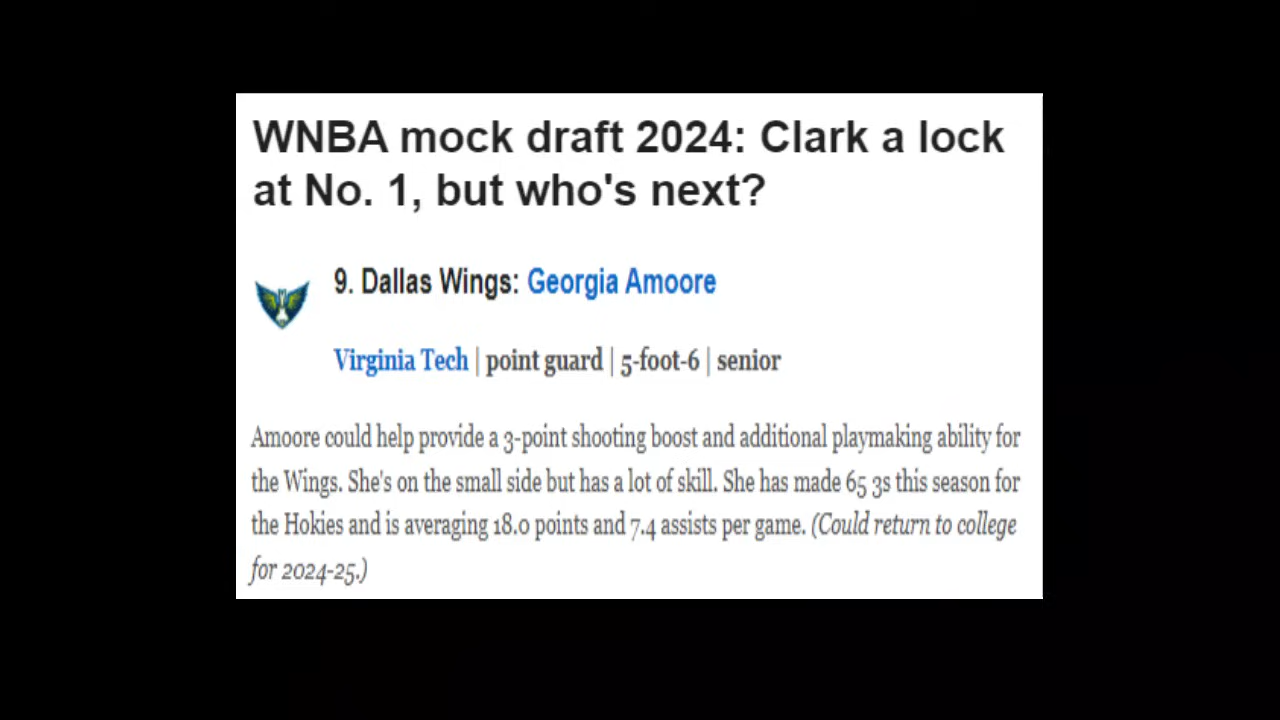 WNBA mock draft 2024: Clark a lock
at No. 1, but who's next?
9. Dallas Wings: Georgia Amoore
Virginia Tech | point guard | 5-foot-6 | senior
Amoore could help provide a 3-point shooting boost and additional playmaking ability for
the Wings. She's on the small side but has a lot of skill. She has made 65 3s this season for
the Hokies and is averaging 18.0 points and 7.4 assists per game. (Could return to college
for 2024-25.)